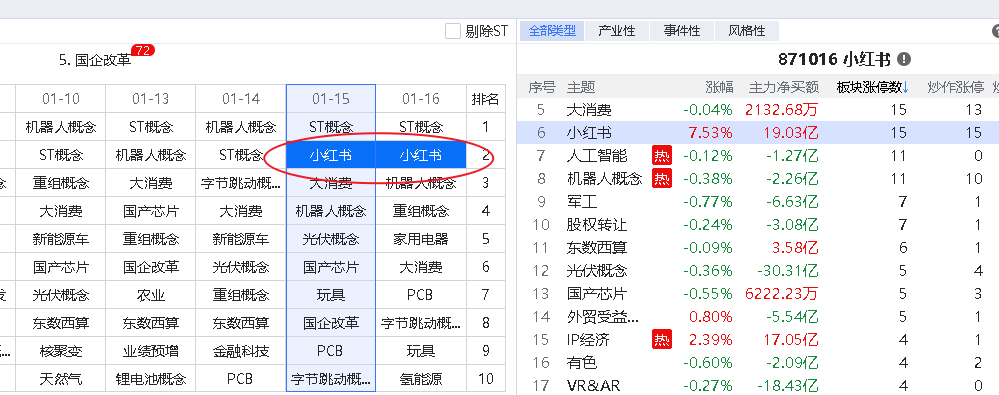 剔除ST
5. 国企改革 72
01-10 01-13 01-14 01-15 01-16 排名
机器人概念 ST概念 机器人概念 ST概念 ST概念 1
ST概念 机器人概念 ST概念 小红书 小红书 2
重组概念 大消费 字节跳动概... 大消费 机器人概念 3
大消费 国产芯片 大消费 机器人概念 重组概念 4
新能源车 重组概念 新能源车 光伏概念 家用电器 5
国产芯片 国企改革 光伏概念 国产芯片 大消费 6
光伏概念 农业 重组概念 玩具 PCB 7
东数西算 东数西算 东数西算 国企改革 字节跳动概... 8
核聚变 业绩预增 金融科技 PCB 玩具 9
天然气 锂电池概念 PCB 字节跳动概... 氢能源 10
全部类型 产业性 事件性 风格性
871016 小红书
序号 主题 涨幅 主力净买额 板块涨停数↓ 炒作涨停
5 大消费 -0.04% 2132.68万 15 13
6 小红书 7.53% 19.03亿 15 15
7 人工智能 热 -0.12% -1.27亿 11 0
8 机器人概念 热 -0.38% -2.26亿 11 10
9 军工 -0.77% -6.63亿 7 1
10 股权转让 -0.24% -3.08亿 7 1
11 东数西算 -0.09% 3.58亿 6 1
12 光伏概念 -0.36% -30.31亿 5 4
13 国产芯片 -0.55% 6222.23万 5 3
14 外贸受益... 0.80% -5.54亿 5 1
15 IP经济 热 2.39% 17.05亿 4 1
16 有色 -0.60% -2.09亿 4 2
17 VR&AR -0.27% -18.43亿 4 0